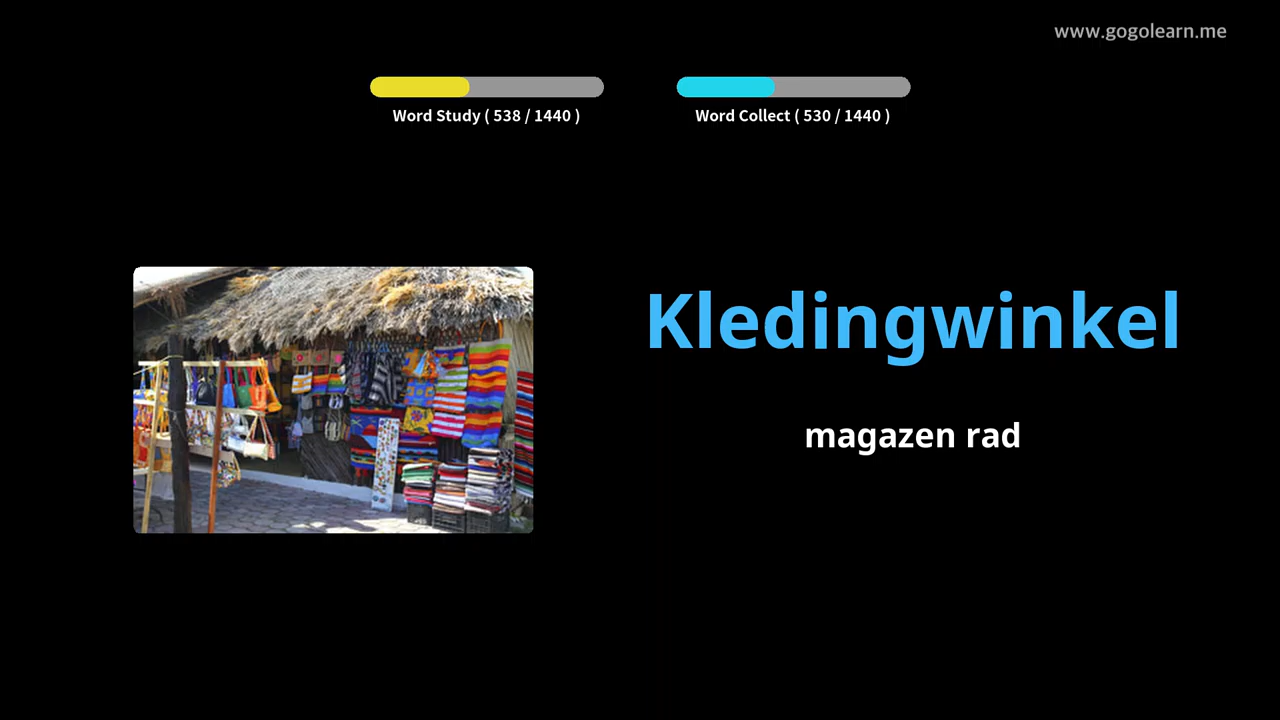 www.gogolearn.me
Word Study ( 538 / 1440 )
Word Collect ( 530 / 1440 )
Kledingwinkel
magazen rad